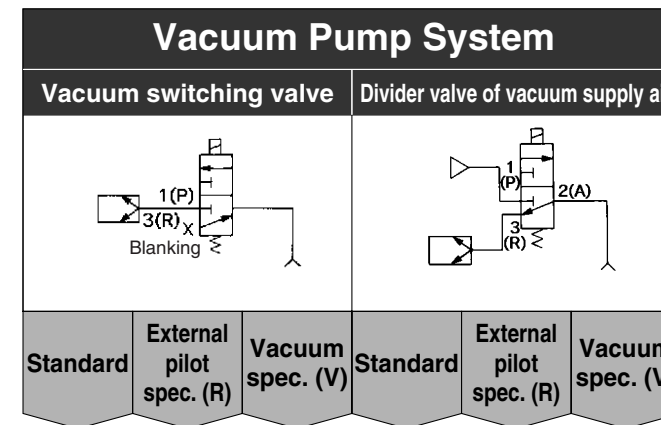 Vacuum Pump System
Vacuum switching valve
Divider valve of vacuum supply a
1(P)
3(R)
X
Blanking
1
(P)
2(A)
3
(R)
Standard
External
pilot
spec. (R)
Vacuum
spec. (V)
Standard
External
pilot
spec. (R)
Vacuum
spec. (V